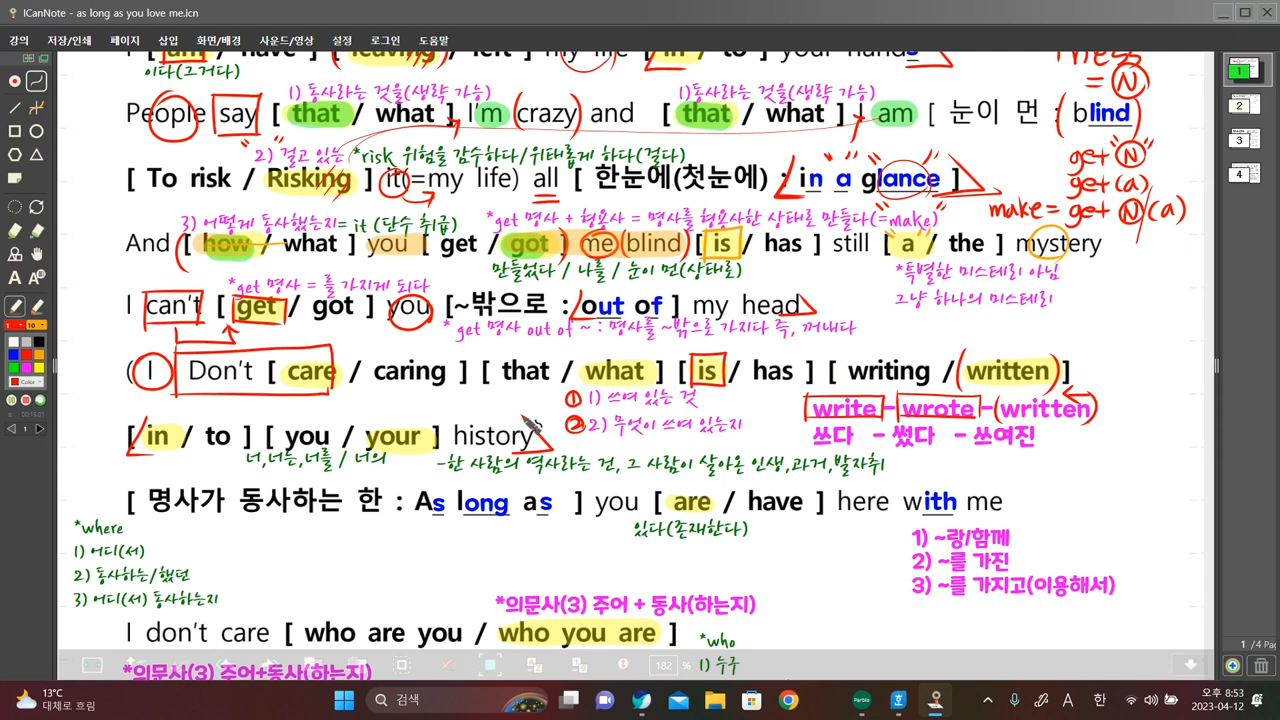 ICanNote - as long as you love me.icn
강의 저장/인쇄 페이지 삽입 화면/배경 사운드/영상 설정 로그인 도움말
이다(그거다)
= N
1) 동사라는 것을(생략 가능) 1)동사라는 것을(생략 가능)
People say [ that / what ] I'm (crazy) and [ that / what ] I am [ 눈이 먼 : blind
2) 걸고 있는 *risk 위험을 감수하다/위태롭게 하다(걸다)
get "N"
[ To risk / Risking ] it(=my life) all [ 한눈에(첫눈에) : in a glance ]
get (a)
make = get N/(a)
3) 어떻게 동사했는지= it (단수 취급) *get 명사 + 형용사 = 명사를 형용사한 상태로 만들다(=make)
And [ how / what ] you [ get / got ] me (blind) [ is / has ] still [ a / the ] mystery
만들었다 / 나를 / 눈이 먼(상태로)
*특별한 미스테리 아님
그냥 하나의 미스테리
*get 명사 = 를 가지게 되다
I can't [ get / got ] you [~밖으로 : out of ] my head
* get 명사 out of ~ : 명사를 ~밖으로 가지다 즉, 꺼내다
( I Don't [ care / caring ] [ that / what ] [ is / has ] [ writing / (written) ]
① 1) 쓰여 있는 것
② 2) 무엇이 쓰여 있는지
write - wrote - (written)
쓰다 - 썼다 - 쓰여진
[ in / to ] [ you / your ] history
너,너는,너를 / 너의
-한 사람의 역사라는 건, 그 사람이 살아온 인생,과거,발자취
[ 명사가 동사하는 한 : As long as ] you [ are / have ] here with me
있다(존재한다)
*where
1) 어디(서)
2) 동사하는/했던
3) 어디(서) 동사하는지
1) ~랑/함께
2) ~를 가진
3) ~를 가지고(이용해서)
*의문사(3) 주어 + 동사(하는지)
I don't care [ who are you / who you are ]
*who
1) 누구
*의문사(3) 주어+동사(하는지)
182 %
1
2
3
4
1 / 4 Pag
13°C
대체로 흐림
검색
오후 8:53
2023-04-12